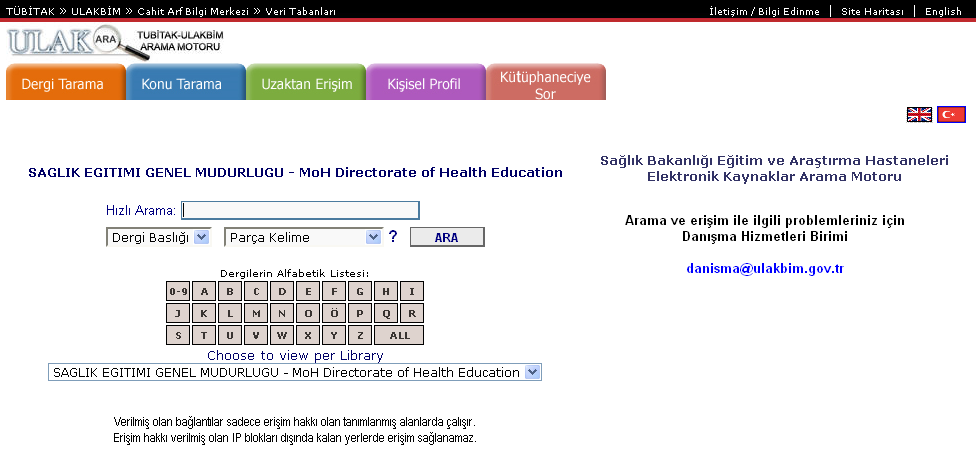 TÜBİTAK » ULAKBİM » Cahit Arf Bilgi Merkezi » Veri Tabanları
İletişim / Bilgi Edinme | Site Haritası | English
ULAK ARA TUBİTAK-ULAKBİM
ARAMA MOTORU
Dergi Tarama
Konu Tarama
Uzaktan Erişim
Kişisel Profil
Kütüphaneciye
Sor
SAGLIK EGITIMI GENEL MUDURLUGU - MoH Directorate of Health Education
Hızlı Arama:
Dergi Baslığı Parça Kelime ? ARA
Dergilerin Alfabetik Listesi:
0-9 A B C D E F G H I
J K L M N O Ö P Q R
S T U V W X Y Z ALL
Choose to view per Library
SAGLIK EGITIMI GENEL MUDURLUGU - MoH Directorate of Health Education
Verilmiş olan bağlantılar sadece erişim hakkı olan tanımlanmış alanlarda çalışır.
Erişim hakkı verilmiş olan IP blokları dışında kalan yerlerde erişim sağlanamaz.
Sağlık Bakanlığı Eğitim ve Araştırma Hastaneleri
Elektronik Kaynaklar Arama Motoru
Arama ve erişim ile ilgili problemleriniz için
Danışma Hizmetleri Birimi
danisma@ulakbim.gov.tr